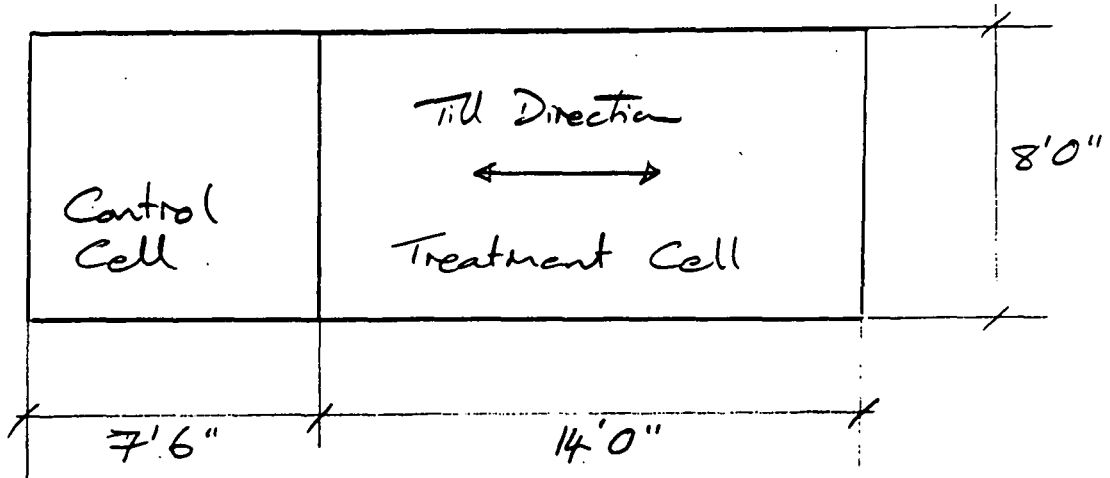 Till Direction
8'0"
Control
Cell
Treatment Cell
7'6"
14'0"